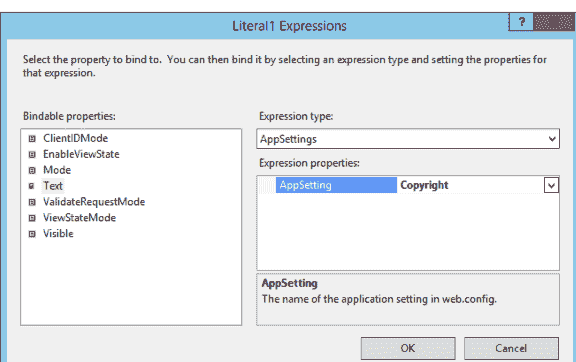 Literal1 Expressions
?
Select the property to bind to. You can then bind it by selecting an expression type and setting the properties for
that expression.
Bindable properties:
ClientIDMode
EnableViewState
Mode
Text
ValidateRequestMode
ViewStateMode
Visible
Expression type:
AppSettings
Expression properties:
AppSetting Copyright
AppSetting
The name of the application setting in web.config.
OK Cancel